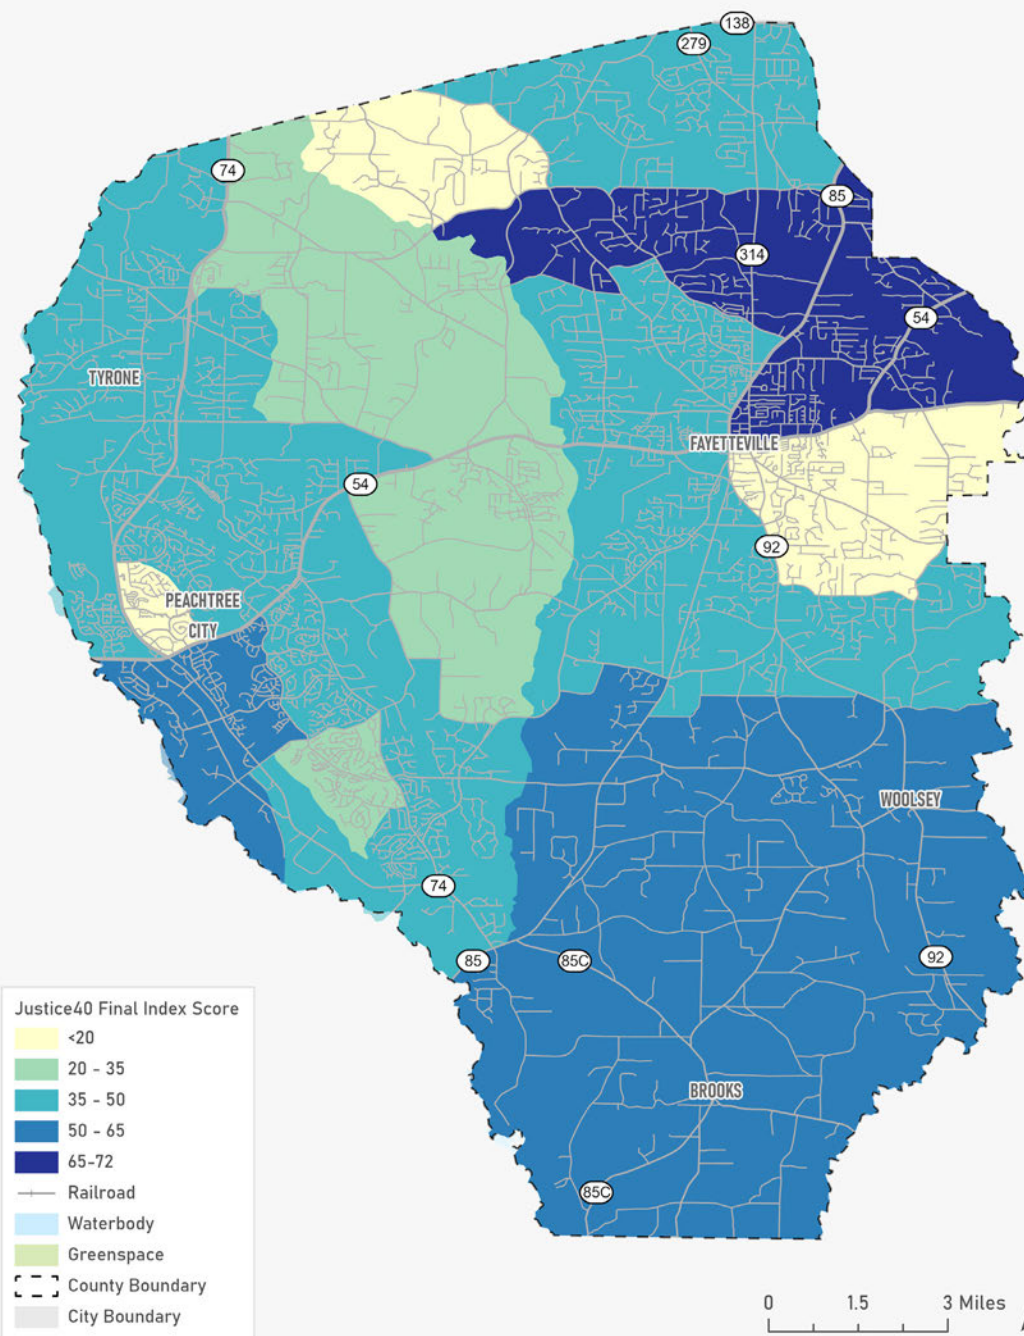 138
279
74
85
314
54
TYRONE
FAYETTEVILLE
54
92
PEACHTREE
CITY
WOOLSEY
74
85
85C
92
BROOKS
85C
Justice40 Final Index Score
<20
20 - 35
35 - 50
50 - 65
65-72
Railroad
Waterbody
Greenspace
County Boundary
City Boundary
0 1.5 3 Miles